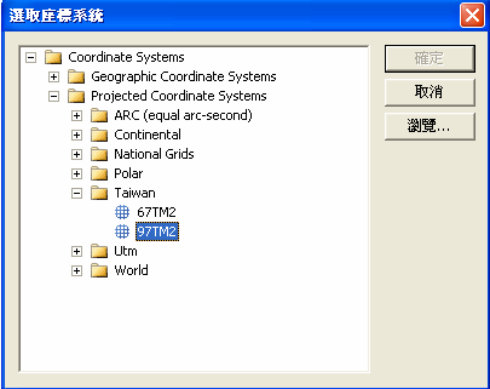 選取座標系統
Coordinate Systems
Geographic Coordinate Systems
Projected Coordinate Systems
ARC (equal arc-second)
Continental
National Grids
Polar
Taiwan
67TM2
97TM2
Utm
World
確定
取消
瀏覽...